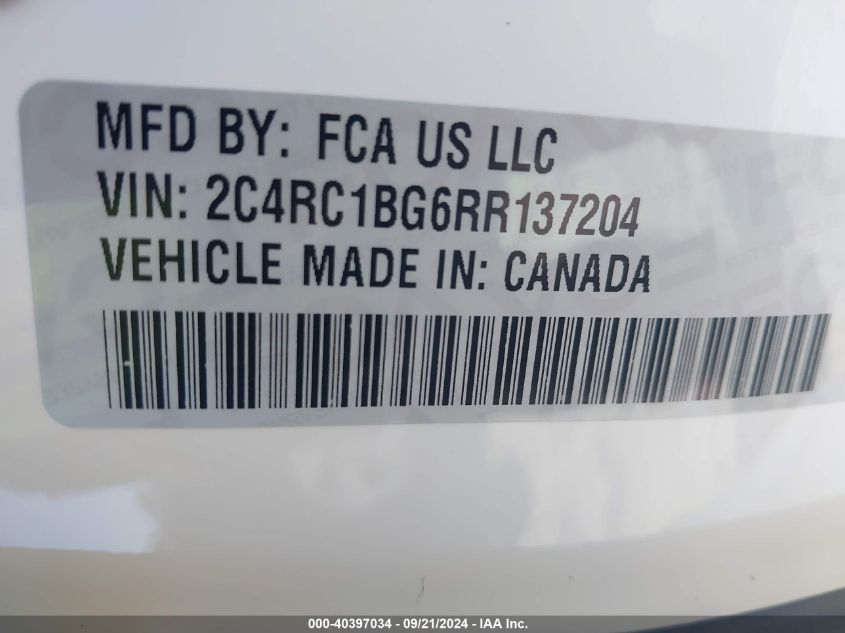 MFD BY: FCA US LLC
VIN: 2C4RC1BG6RR137204
VEHICLE MADE IN: CANADA
000-40397034 - 09/21/2024 - IAA Inc.